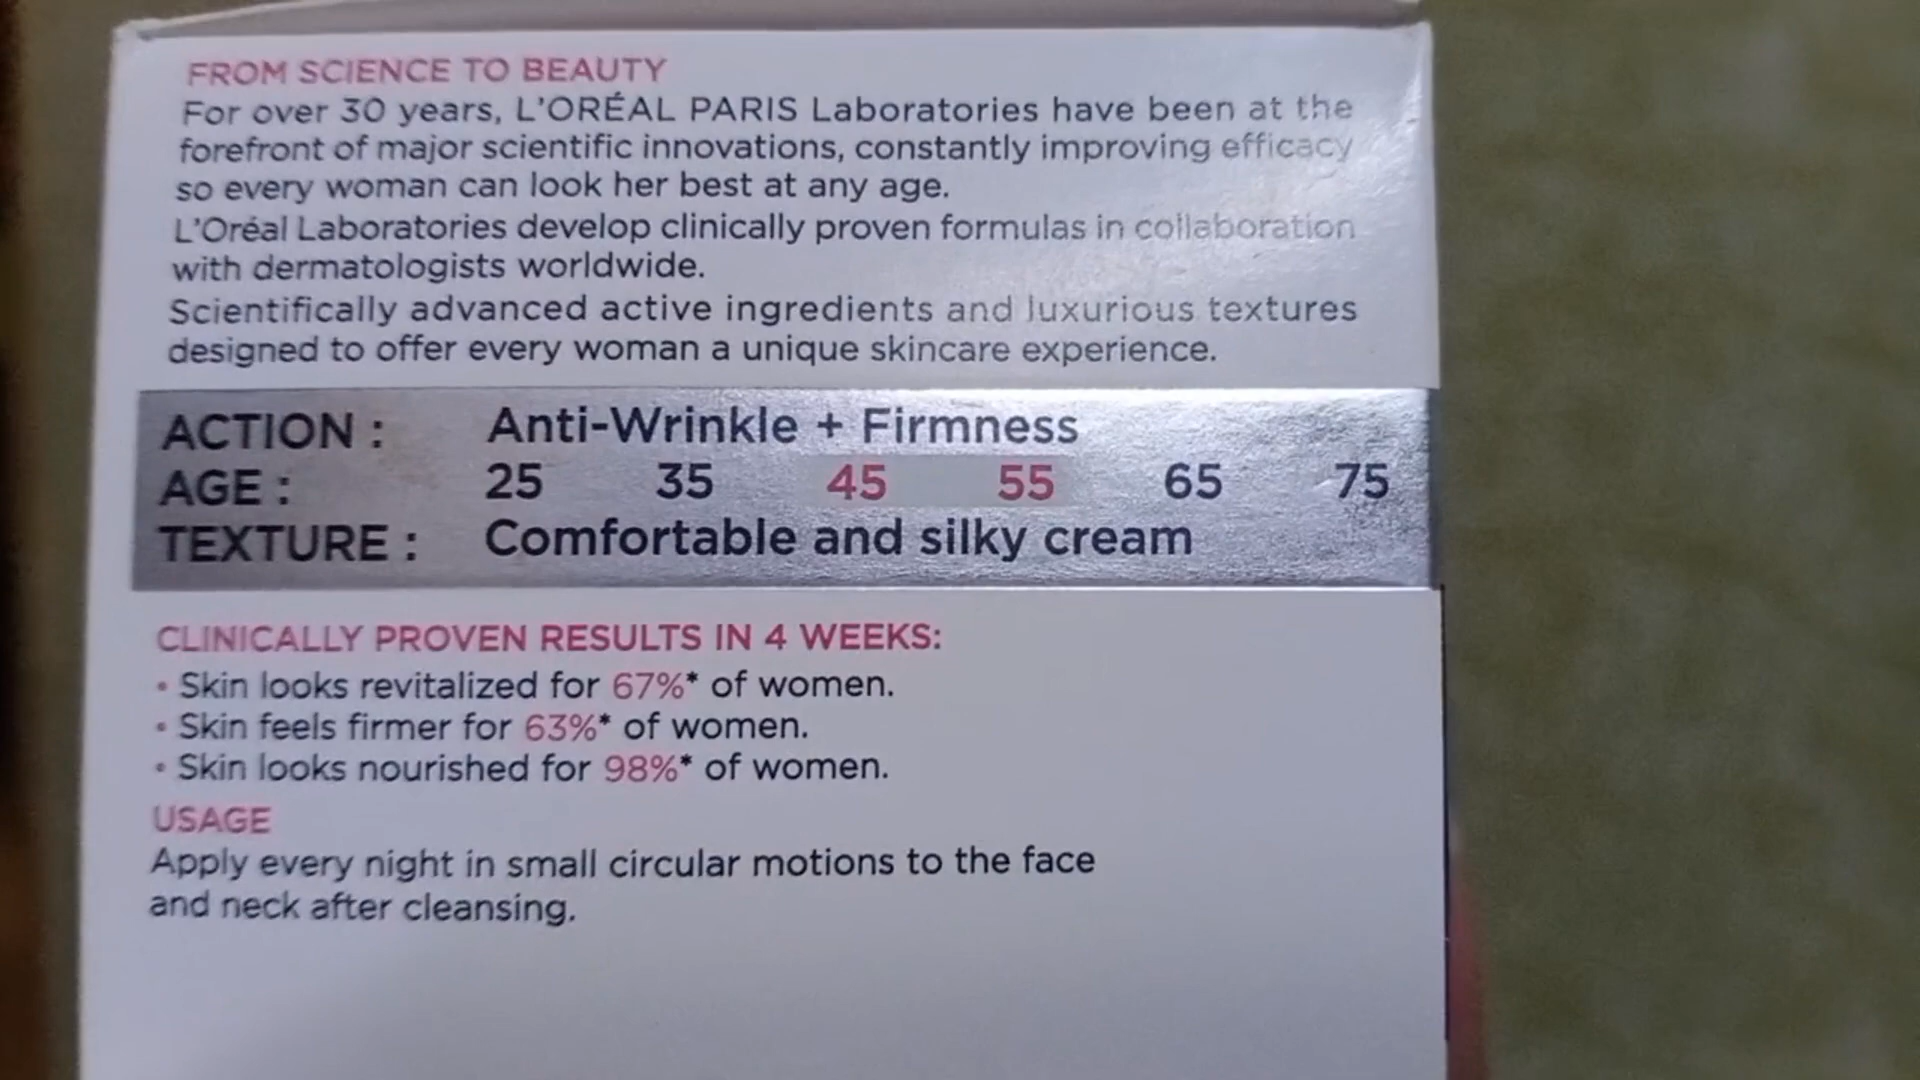 FROM SCIENCE TO BEAUTY
For over 30 years, L'ORÉAL PARIS Laboratories have been at the
forefront of major scientific innovations, constantly improving efficacy
so every woman can look her best at any age.
L'Oréal Laboratories develop clinically proven formulas in collaboration
with dermatologists worldwide.
Scientifically advanced active ingredients and luxurious textures
designed to offer every woman a unique skincare experience.
ACTION : Anti-Wrinkle + Firmness
AGE : 25 35 45 55 65 75
TEXTURE : Comfortable and silky cream
CLINICALLY PROVEN RESULTS IN 4 WEEKS:
• Skin looks revitalized for 67%* of women.
• Skin feels firmer for 63%* of women.
• Skin looks nourished for 98%* of women.
USAGE
Apply every night in small circular motions to the face
and neck after cleansing.